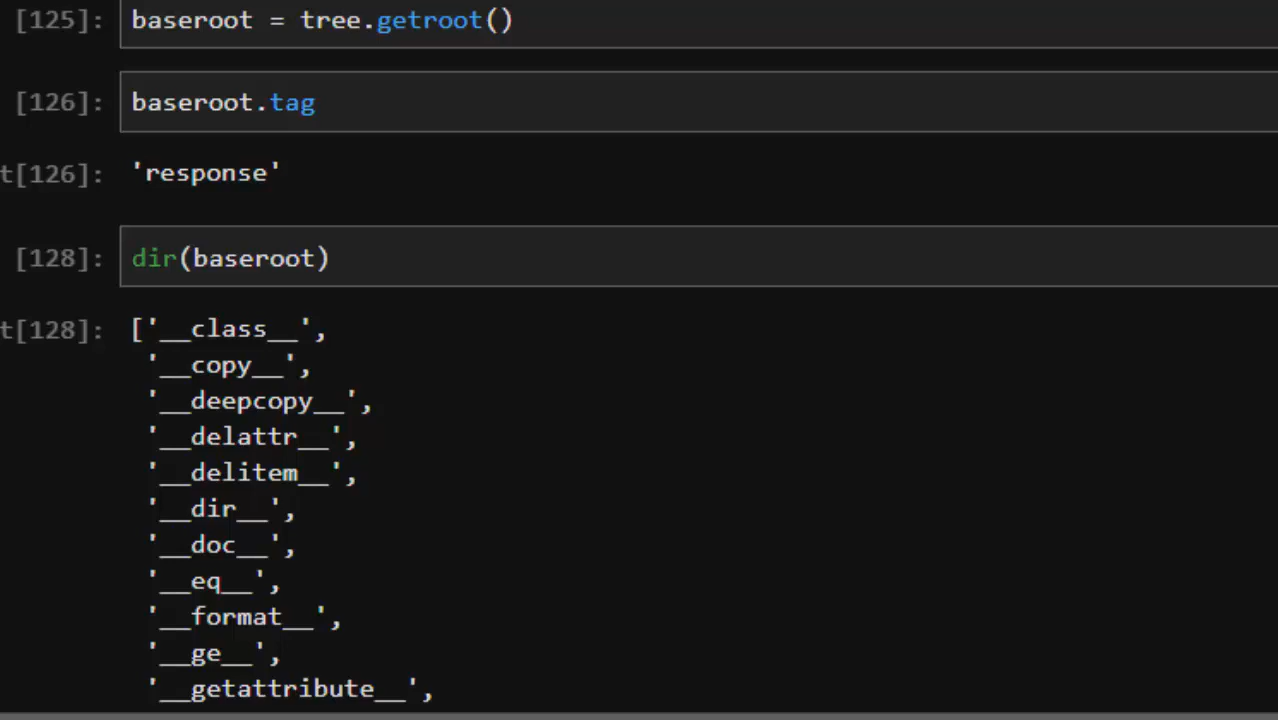 [125]: baseroot = tree.getroot()
[126]: baseroot.tag
t[126]: 'response'
[128]: dir(baseroot)
t[128]: ['__class__',
'__copy__',
'__deepcopy__',
'__delattr__',
'__delitem__',
'__dir__',
'__doc__',
'__eq__',
'__format__',
'__ge__',
'__getattribute__',